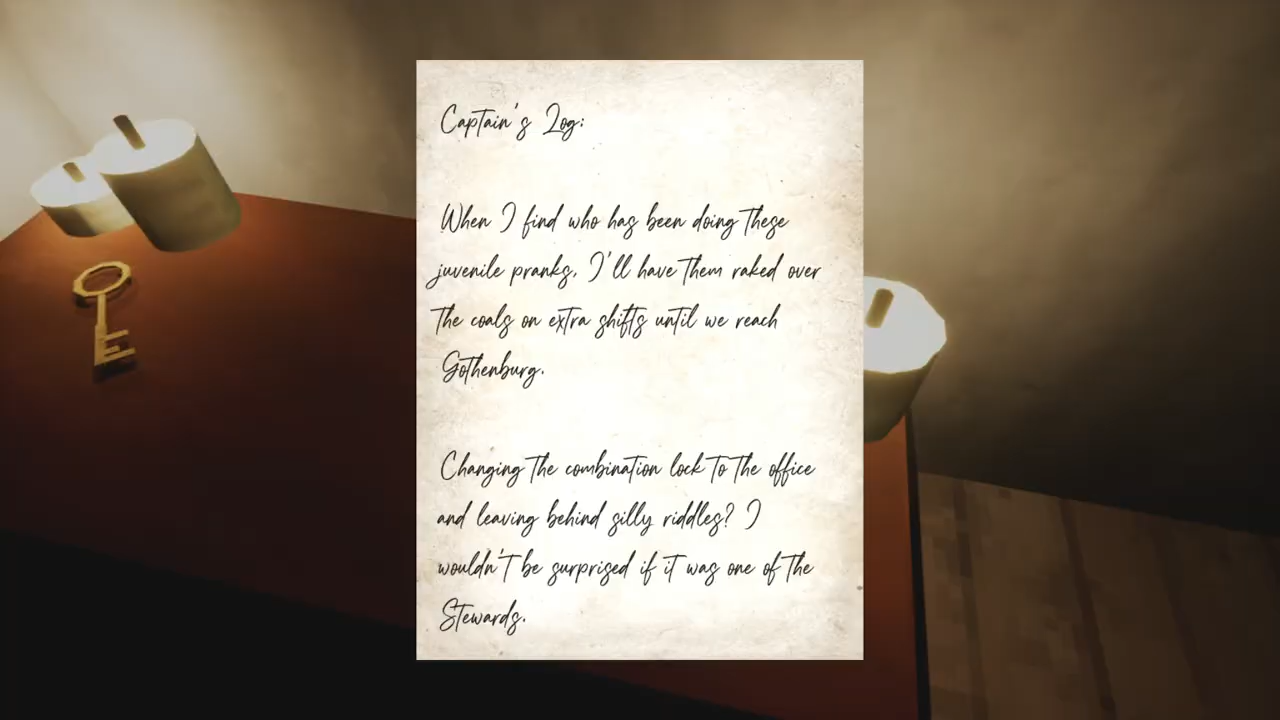 Captain's Log:
When I find who has been doing these
juvenile pranks, I'll have them raked over
the coals on extra shifts until we reach
Gothenburg.
Changing the combination lock to the office
and leaving behind silly riddles? I
wouldn't be surprised if it was one of the
Stewards.